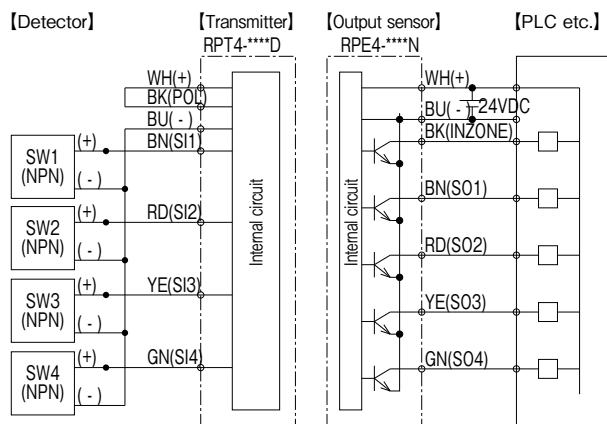 [Detector]
[Transmitter]
[Output sensor]
[PLC etc.]
RPT4-****D
RPE4-****N
WH(+)
BK(POL)
BU( - )
BN(SI1)
RD(SI2)
YE(SI3)
GN(SI4)
SW1
(NPN)
(+)
( - )
SW2
(NPN)
(+)
( - )
SW3
(NPN)
(+)
( - )
SW4
(NPN)
(+)
( - )
Internal circuit
Internal circuit
WH(+)
BU( - )
24VDC
BK(INZONE)
BN(SO1)
RD(SO2)
YE(SO3)
GN(SO4)